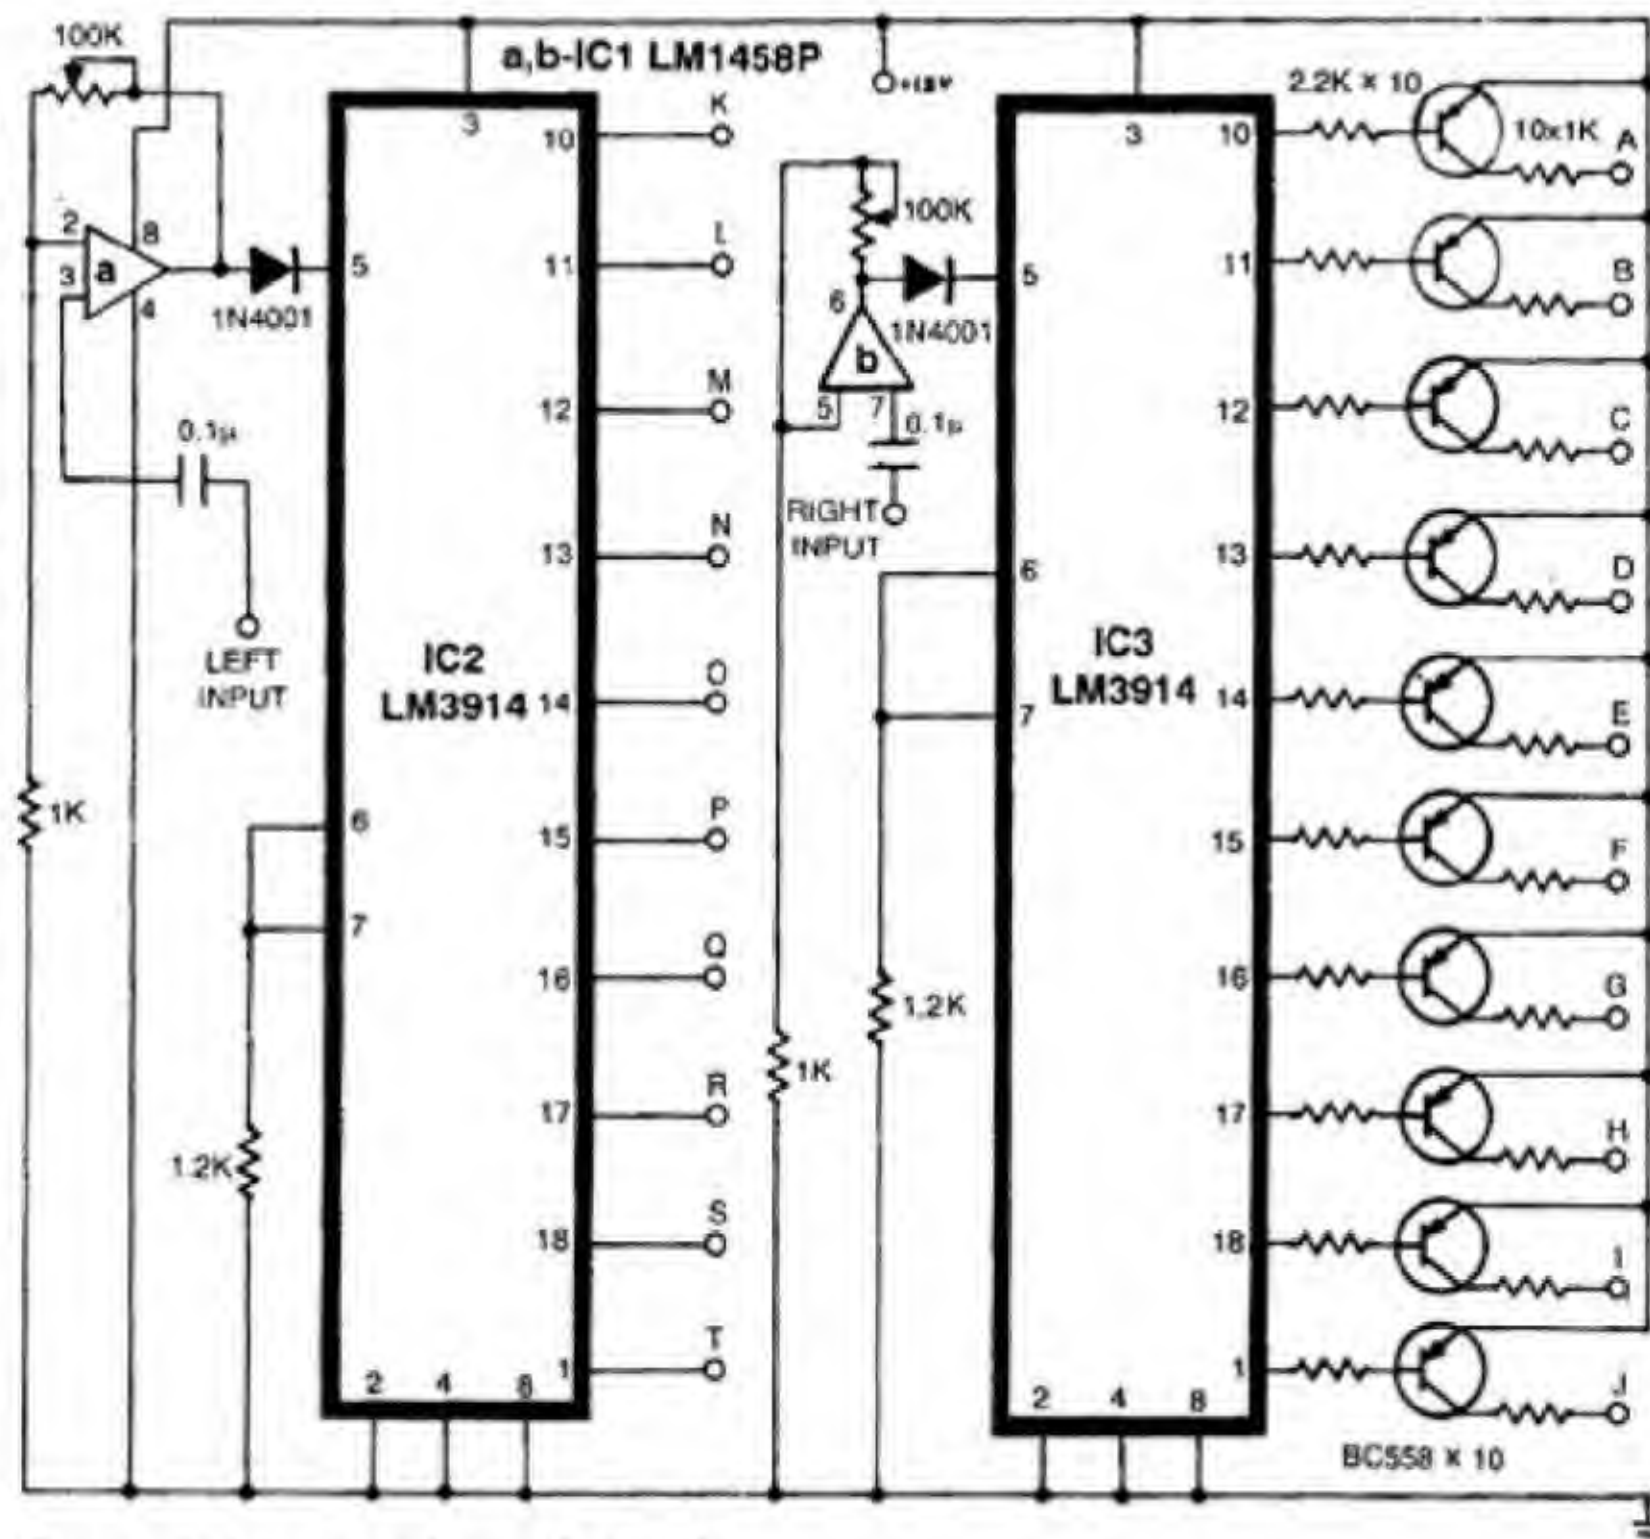 100K
a,b-IC1 LM1458P
2
8
3
a
4
1N4001
0.1µ
LEFT
INPUT
1K
1.2K
3
5
6
7
IC2
LM3914
10
11
12
13
14
15
16
17
18
1
2
4
8
K
L
M
N
O
P
Q
R
S
T
100K
6
1N4001
b
5
7
0.1µ
RIGHT
INPUT
1K
1.2K
3
5
6
7
IC3
LM3914
10
11
12
13
14
15
16
17
18
1
2
4
8
2.2K × 10
10x1K
A
B
C
D
E
F
G
H
I
J
BC558 × 10